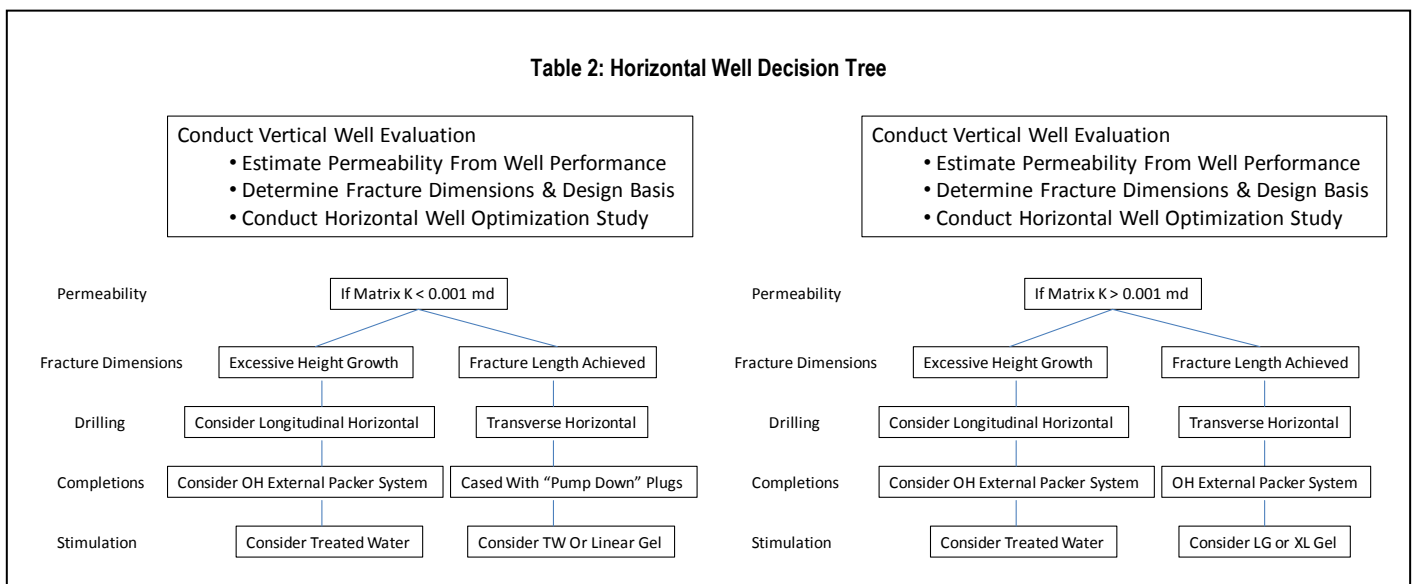 Table 2: Horizontal Well Decision Tree
Conduct Vertical Well Evaluation
• Estimate Permeability From Well Performance
• Determine Fracture Dimensions & Design Basis
• Conduct Horizontal Well Optimization Study
Permeability
If Matrix K < 0.001 md
Fracture Dimensions
Excessive Height Growth
Fracture Length Achieved
Drilling
Consider Longitudinal Horizontal
Transverse Horizontal
Completions
Consider OH External Packer System
Cased With “Pump Down” Plugs
Stimulation
Consider Treated Water
Consider TW Or Linear Gel
Conduct Vertical Well Evaluation
• Estimate Permeability From Well Performance
• Determine Fracture Dimensions & Design Basis
• Conduct Horizontal Well Optimization Study
Permeability
If Matrix K > 0.001 md
Fracture Dimensions
Excessive Height Growth
Fracture Length Achieved
Drilling
Consider Longitudinal Horizontal
Transverse Horizontal
Completions
Consider OH External Packer System
OH External Packer System
Stimulation
Consider Treated Water
Consider LG or XL Gel